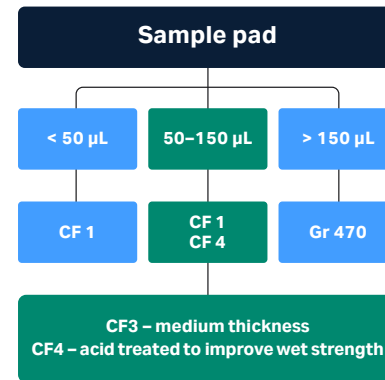 Sample pad
< 50 µL
50–150 µL
> 150 µL
CF 1
CF 1
CF 4
Gr 470
CF3 – medium thickness
CF4 – acid treated to improve wet strength